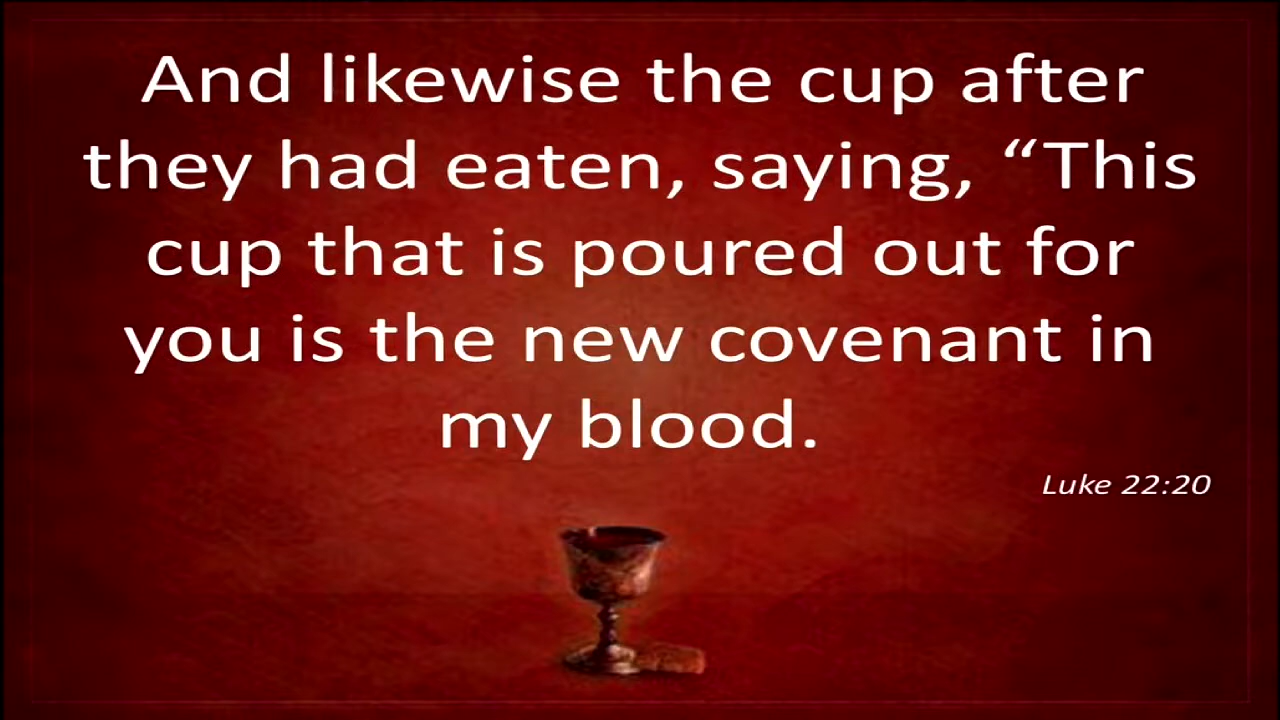 And likewise the cup after
they had eaten, saying, “This
cup that is poured out for
you is the new covenant in
my blood.
Luke 22:20